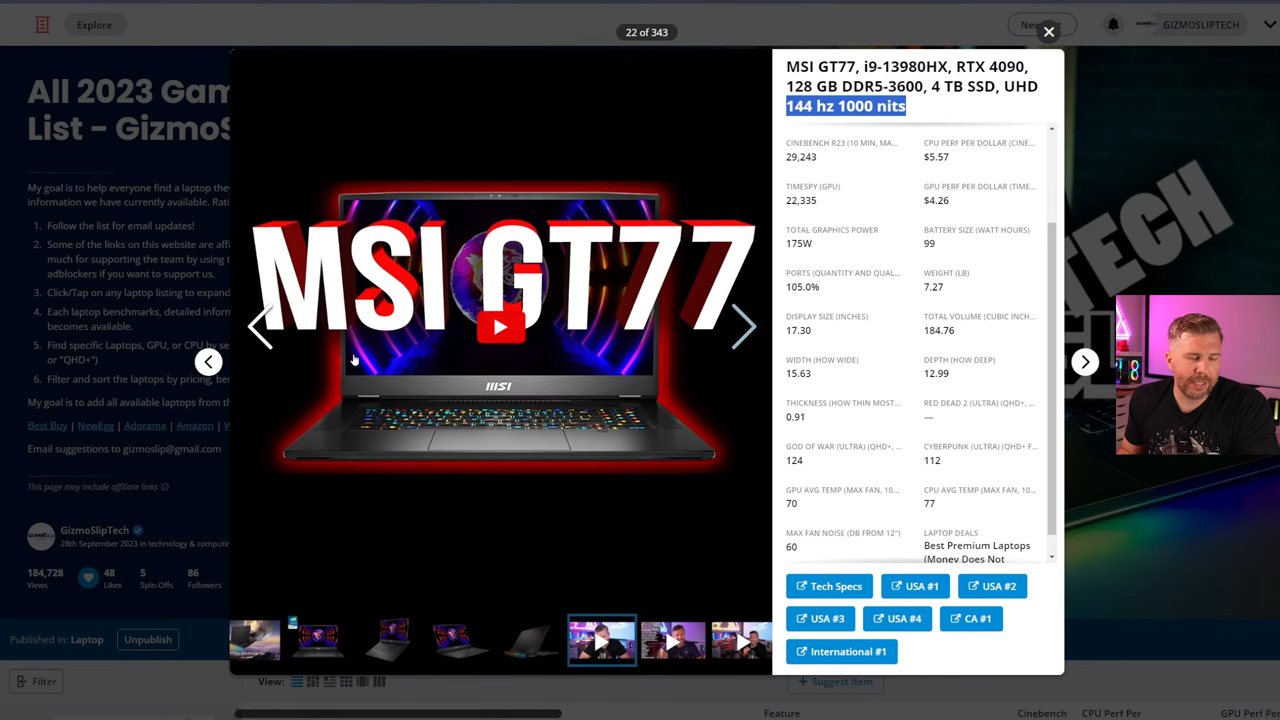 Explore
22 of 343
GIZMOSLIPTECH
All 2023 Gam
List - GizmoS
My goal is to help everyone find a laptop the
information we have currently available. Rati
1. Follow the list for email updates!
2. Some of the links on this website are affi
much for supporting the team by using t
adblockers if you want to support us.
3. Click/Tap on any laptop listing to expand
4. Each laptop benchmarks, detailed inform
becomes available.
5. Find specific Laptops, GPU, or CPU by se
or "QHD+")
6. Filter and sort the laptops by pricing, be
My goal is to add all available laptops from t
Best Buy | NewEgg | Adorama | Amazon | W
Email suggestions to gizmoslip@gmail.com
This page may include affiliate links
GizmoSlipTech
28th September 2023 in technology & computin
184,728
Views
48
Likes
5
Spin-Offs
86
Followers
Published in: Laptop
Unpublish
Filter
View:
MSI GT77
msi
MSI GT77, i9-13980HX, RTX 4090,
128 GB DDR5-3600, 4 TB SSD, UHD
144 hz 1000 nits
CINEBENCH R23 (10 MIN, MA...
29,243
CPU PERF PER DOLLAR (CINE...
$5.57
TIMESPY (GPU)
22,335
GPU PERF PER DOLLAR (TIME...
$4.26
TOTAL GRAPHICS POWER
175W
BATTERY SIZE (WATT HOURS)
99
PORTS (QUANTITY AND QUAL...
105.0%
WEIGHT (LB)
7.27
DISPLAY SIZE (INCHES)
17.30
TOTAL VOLUME (CUBIC INCH...
184.76
WIDTH (HOW WIDE)
15.63
DEPTH (HOW DEEP)
12.99
THICKNESS (HOW THIN MOST...
0.91
RED DEAD 2 (ULTRA) (QHD+, ...
—
GOD OF WAR (ULTRA) (QHD+, ...
124
CYBERPUNK (ULTRA) (QHD+ F...
112
GPU AVG TEMP (MAX FAN, 10...
70
CPU AVG TEMP (MAX FAN, 10...
77
MAX FAN NOISE (DB FROM 12")
60
LAPTOP DEALS
Best Premium Laptops
(Money Does Not
Tech Specs
USA #1
USA #2
USA #3
USA #4
CA #1
International #1
+ Suggest Item
TECH
Feature
Cinebench
CPU Perf Per
GPU Perf Per